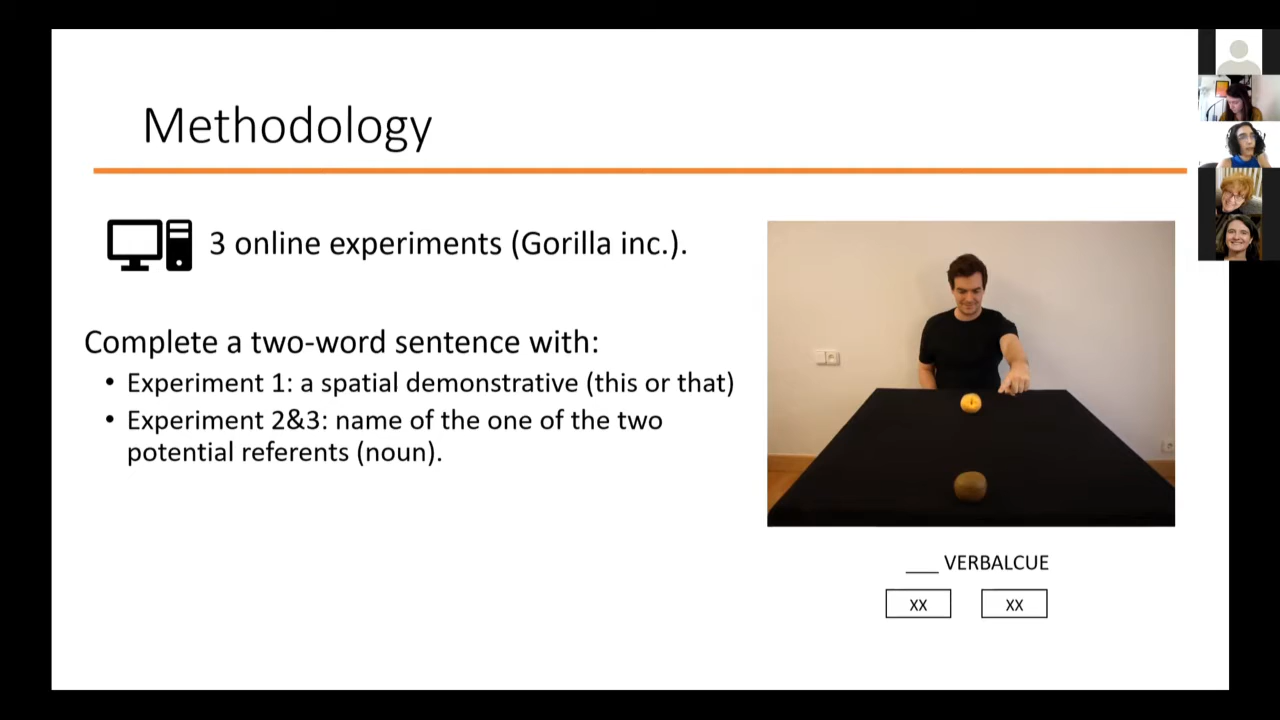 Methodology
3 online experiments (Gorilla inc.).
Complete a two-word sentence with:
• Experiment 1: a spatial demonstrative (this or that)
• Experiment 2&3: name of the one of the two
potential referents (noun).
___ VERBALCUE
xx xx